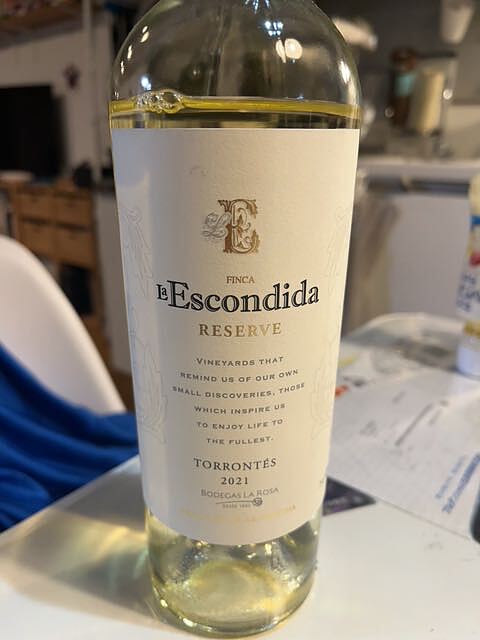 FINCA
La Escondida
RESERVE
VINEYARDS THAT
REMIND US OF OUR OWN
SMALL DISCOVERIES, THOSE
WHICH INSPIRE US
TO ENJOY LIFE TO
THE FULLEST.
TORRONTÉS
2021
BODEGAS LA ROSA